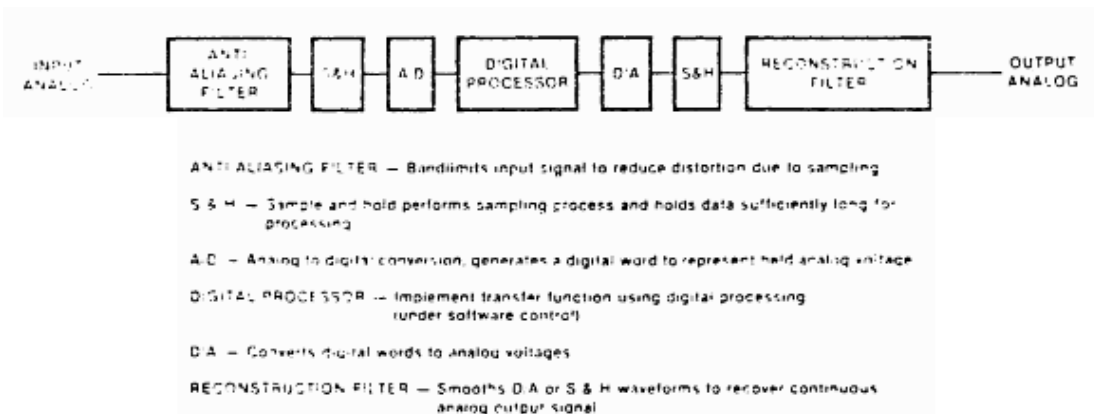 INPUT
ANALOG
ANTI
ALIASING
FILTER
S&H
A/D
DIGITAL
PROCESSOR
D/A
S&H
RECONSTRUCTION
FILTER
OUTPUT
ANALOG
ANTI ALIASING FILTER — Bandlimits input signal to reduce distortion due to sampling
S & H — Sample and hold performs sampling process and holds data sufficiently long for
processing
A/D — Analog to digital conversion, generates a digital word to represent held analog voltage
DIGITAL PROCESSOR — Implement transfer function using digital processing
(under software control)
D/A — Converts digital words to analog voltages
RECONSTRUCTION FILTER — Smooths D/A or S & H waveforms to recover continuous
analog output signal